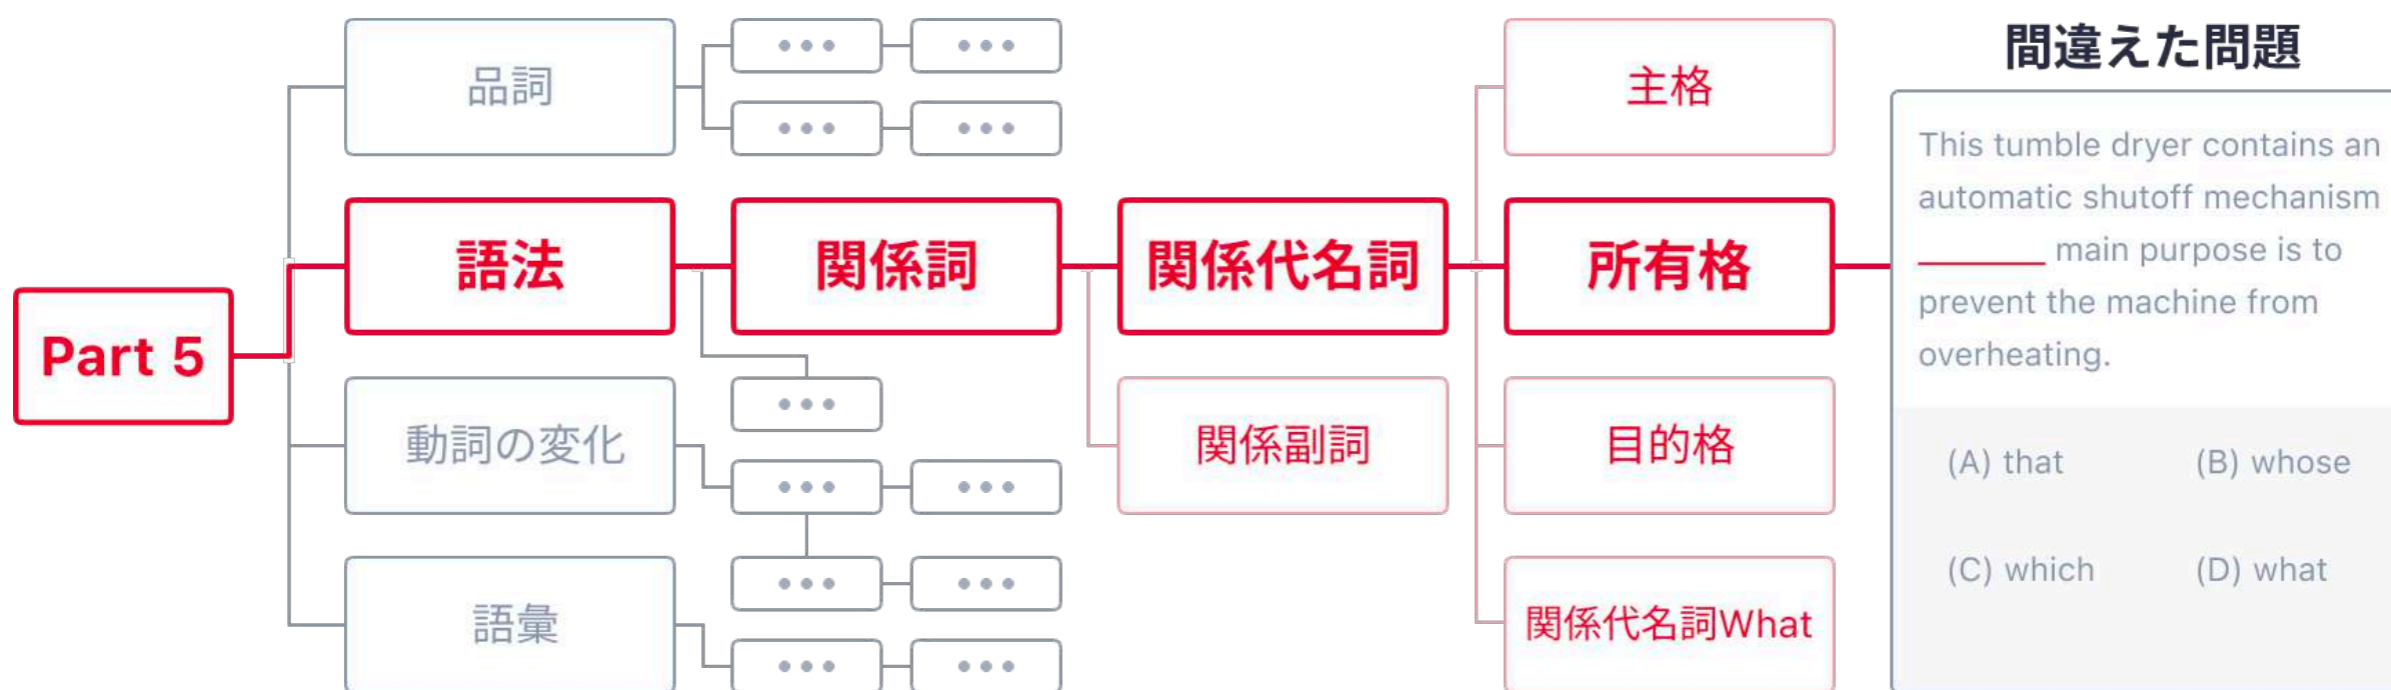 Part 5
品詞
語法
動詞の変化
語彙
関係詞
関係代名詞
関係副詞
主格
所有格
目的格
関係代名詞What
間違えた問題
This tumble dryer contains an
automatic shutoff mechanism
________ main purpose is to
prevent the machine from
overheating.
(A) that
(B) whose
(C) which
(D) what